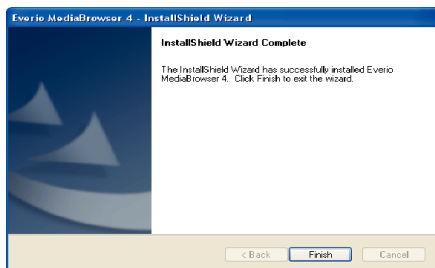 Everio MediaBrowser 4 - InstallShield Wizard
InstallShield Wizard Complete
The InstallShield Wizard has successfully installed Everio
MediaBrowser 4. Click Finish to exit the wizard.
< Back
Finish
Cancel